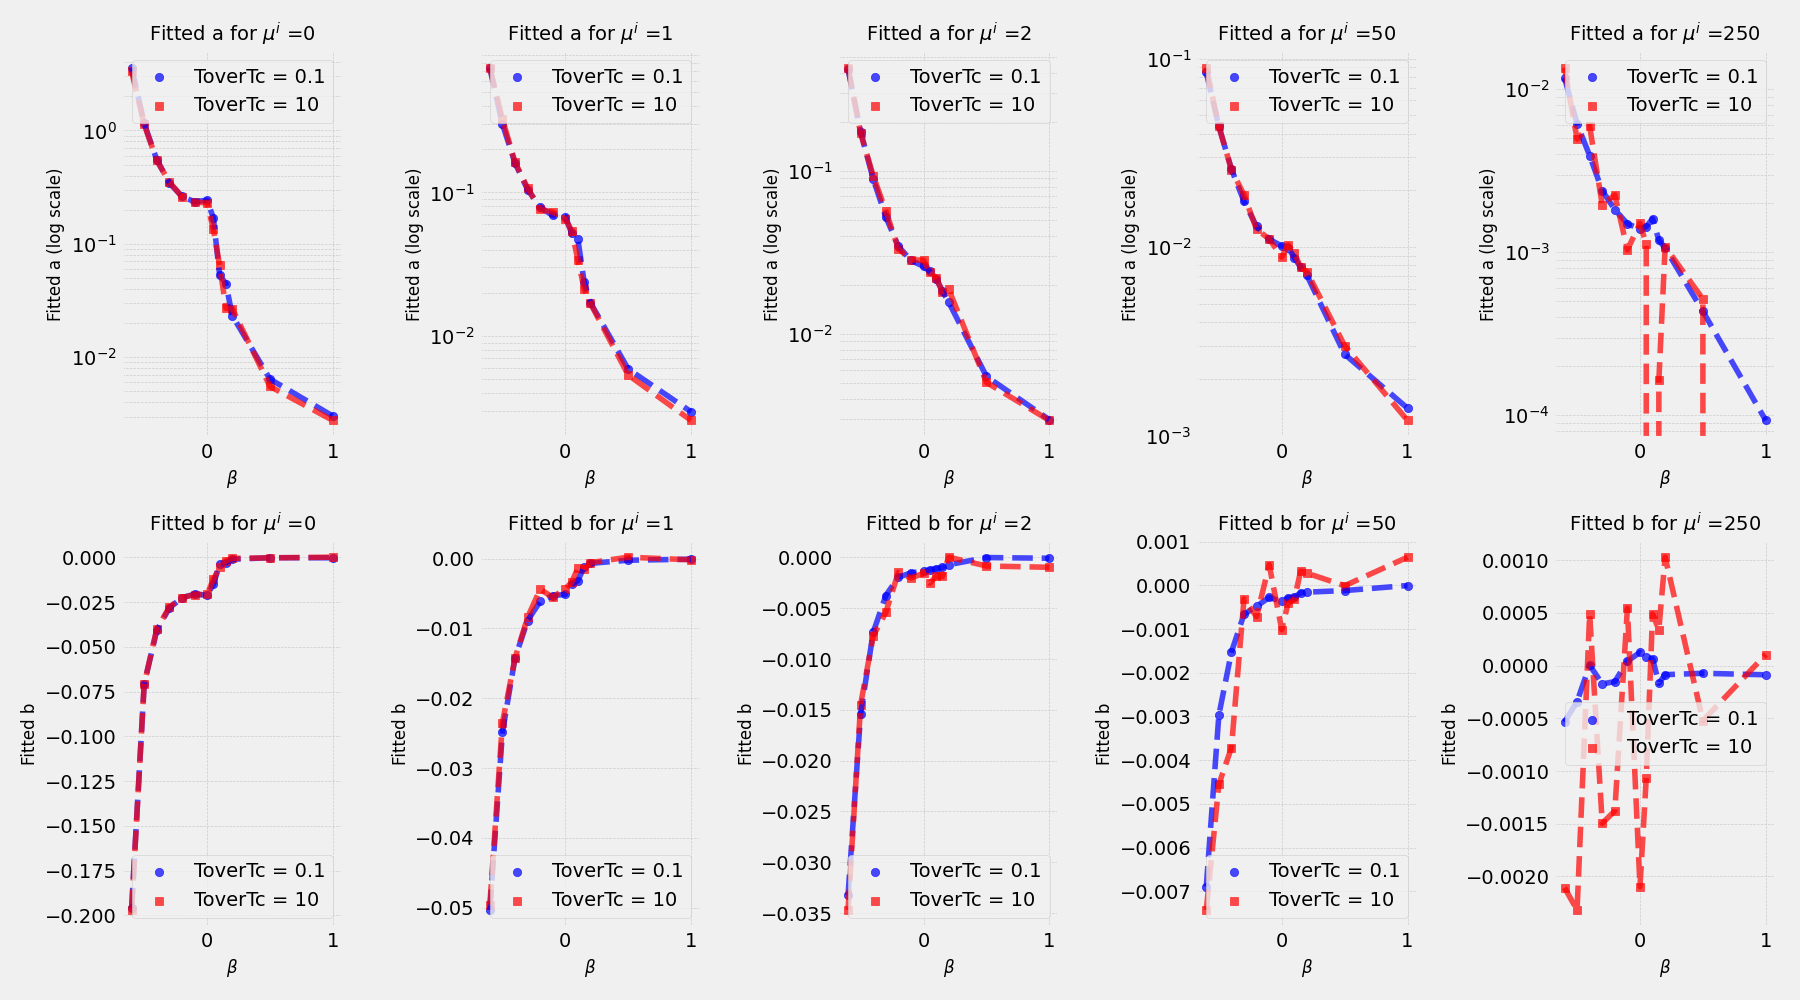 Fitted a for μ^i =0
Fitted a (log scale)
10^0
10^−1
10^−2
ToverTc = 0.1
ToverTc = 10
0
1
β
Fitted a for μ^i =1
Fitted a (log scale)
10^−1
10^−2
ToverTc = 0.1
ToverTc = 10
0
1
β
Fitted a for μ^i =2
Fitted a (log scale)
10^−1
10^−2
ToverTc = 0.1
ToverTc = 10
0
1
β
Fitted a for μ^i =50
Fitted a (log scale)
10^−1
10^−2
10^−3
ToverTc = 0.1
ToverTc = 10
0
1
β
Fitted a for μ^i =250
Fitted a (log scale)
10^−2
10^−3
10^−4
ToverTc = 0.1
ToverTc = 10
0
1
β
Fitted b for μ^i =0
Fitted b
0.000
−0.025
−0.050
−0.075
−0.100
−0.125
−0.150
−0.175
−0.200
ToverTc = 0.1
ToverTc = 10
0
1
β
Fitted b for μ^i =1
Fitted b
0.00
−0.01
−0.02
−0.03
−0.04
−0.05
ToverTc = 0.1
ToverTc = 10
0
1
β
Fitted b for μ^i =2
Fitted b
0.000
−0.005
−0.010
−0.015
−0.020
−0.025
−0.030
−0.035
ToverTc = 0.1
ToverTc = 10
0
1
β
Fitted b for μ^i =50
Fitted b
0.001
0.000
−0.001
−0.002
−0.003
−0.004
−0.005
−0.006
−0.007
ToverTc = 0.1
ToverTc = 10
0
1
β
Fitted b for μ^i =250
Fitted b
0.0010
0.0005
0.0000
−0.0005
−0.0010
−0.0015
−0.0020
ToverTc = 0.1
ToverTc = 10
0
1
β